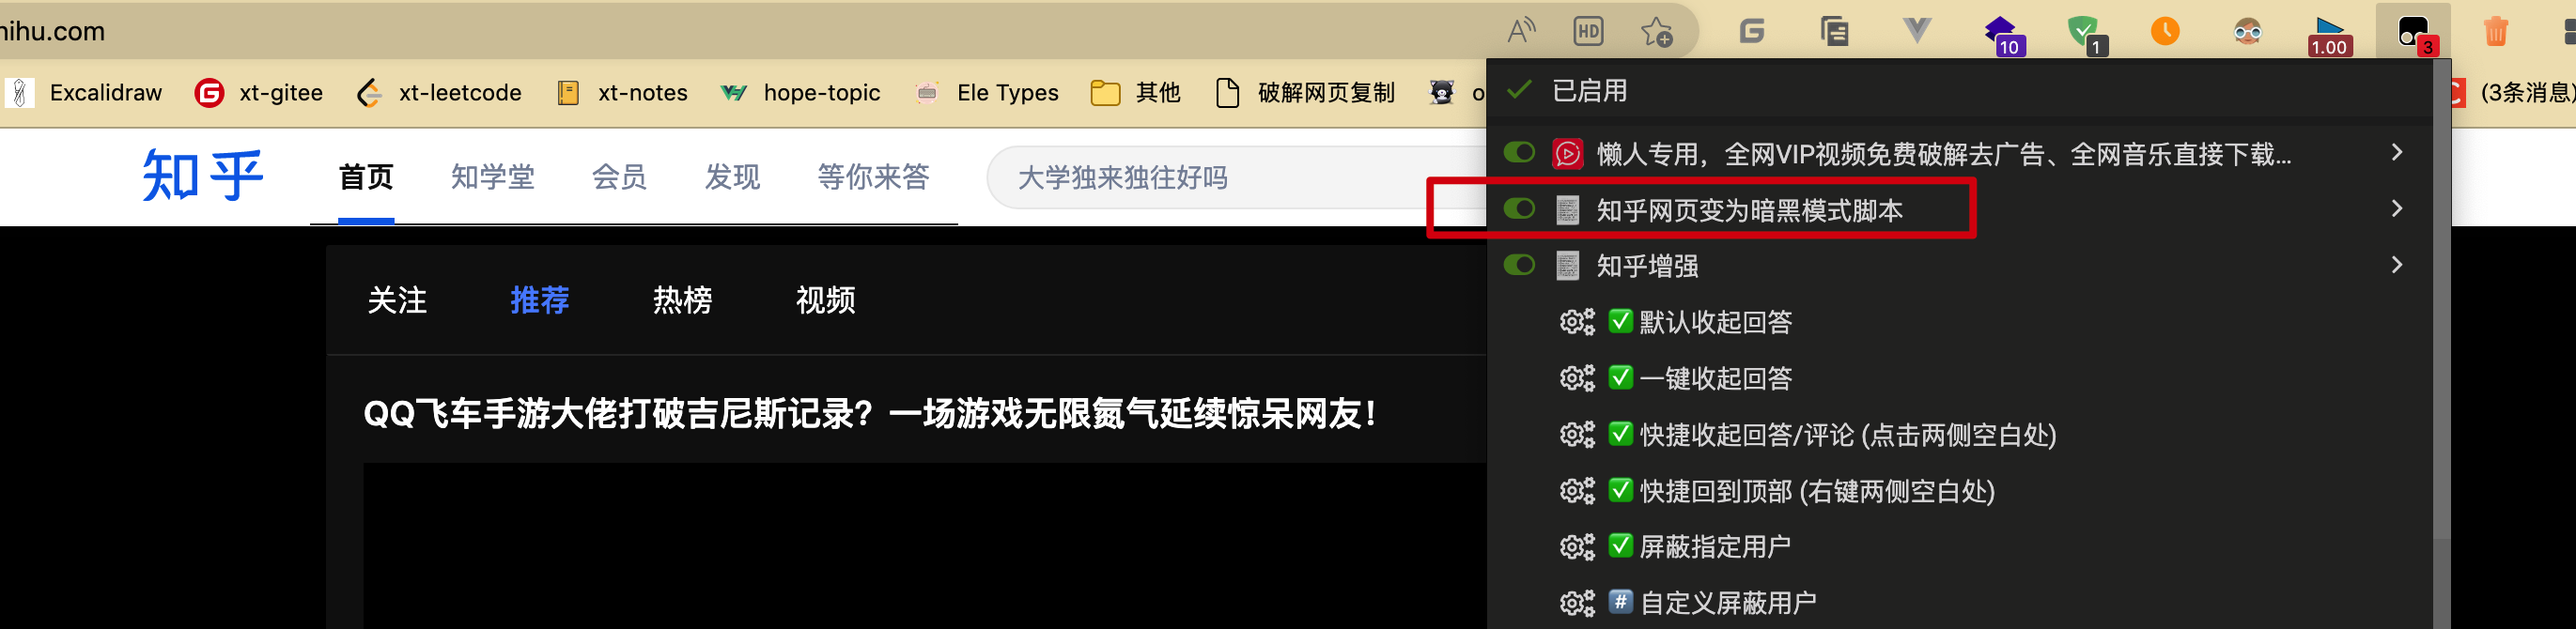 hihu.com
HD
10
1
1.00
3
Excalidraw
xt-gitee
xt-leetcode
xt-notes
hope-topic
Ele Types
其他
破解网页复制
(3条消息)
已启用
知乎
首页
知学堂
会员
发现
等你来答
大学独来独往好吗
懒人专用，全网VIP视频免费破解去广告、全网音乐直接下载...
知乎网页变为暗黑模式脚本
知乎增强
关注
推荐
热榜
视频
✅默认收起回答
✅一键收起回答
QQ飞车手游大佬打破吉尼斯记录？一场游戏无限氮气延续惊呆网友！
✅快捷收起回答/评论 (点击两侧空白处)
✅快捷回到顶部 (右键两侧空白处)
✅屏蔽指定用户
#️⃣自定义屏蔽用户